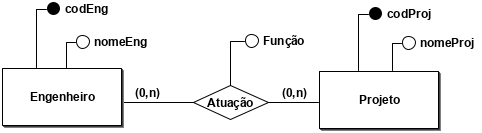 codEng
codProj
nomeEng
Função
nomeProj
Engenheiro
(0,n)
Atuação
(0,n)
Projeto